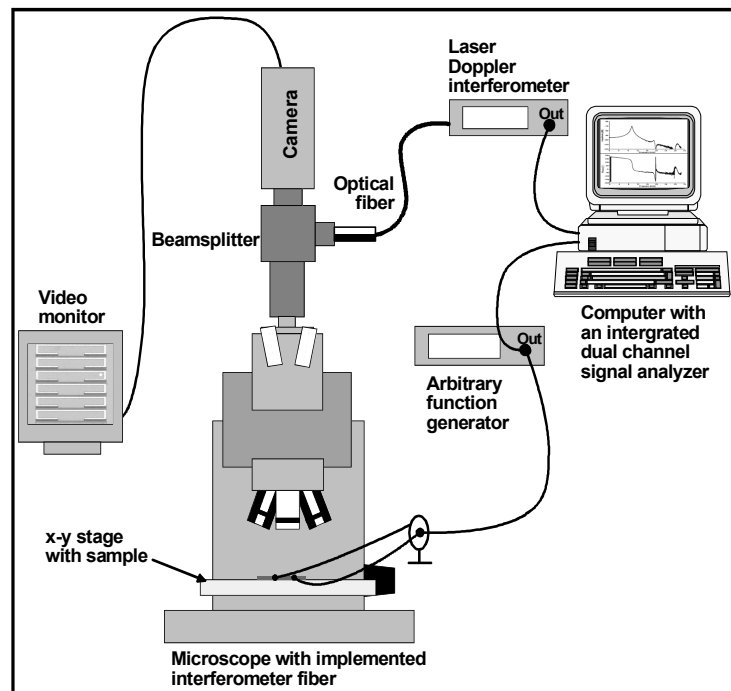 Laser
Doppler
interferometer
Out
Camera
Optical
fiber
Beamsplitter
Video
monitor
Computer with
an intergrated
dual channel
signal analyzer
Out
Arbitrary
function
generator
x-y stage
with sample
Microscope with implemented
interferometer fiber